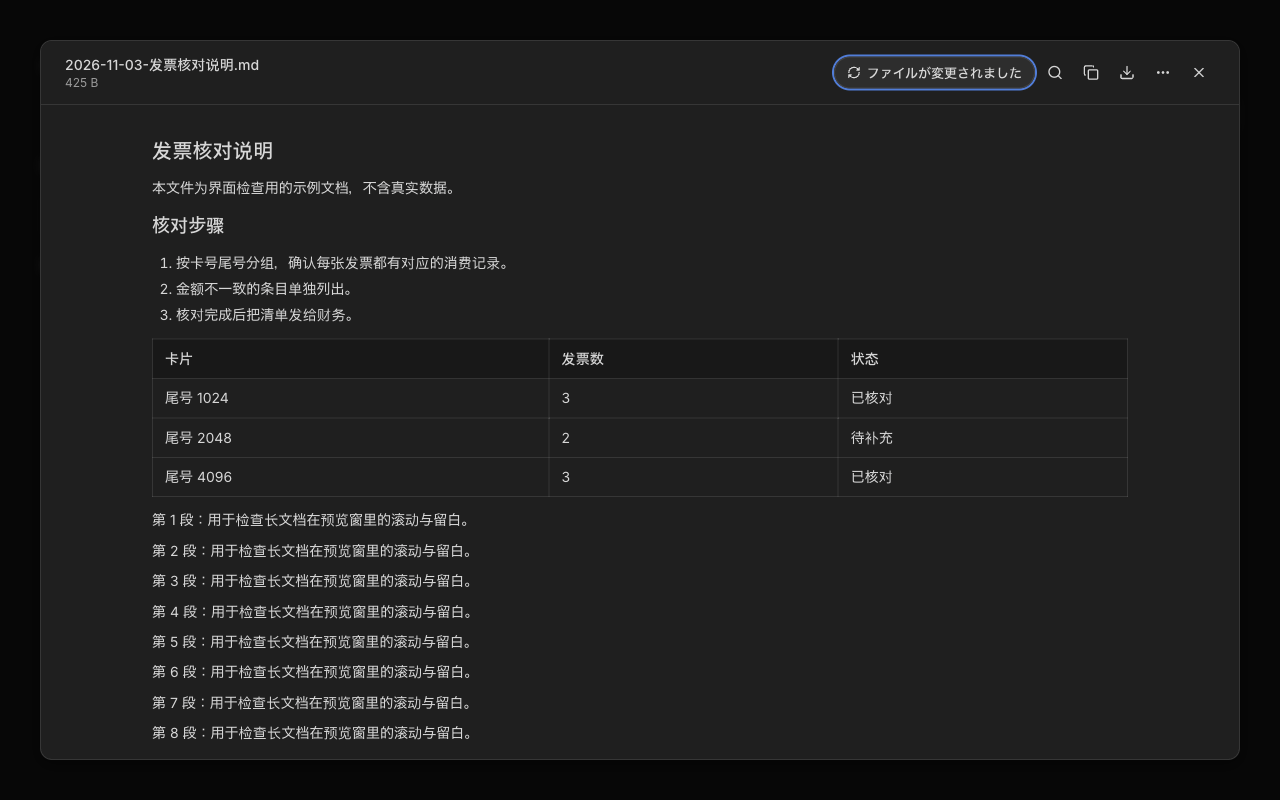 2026-11-03-发票核对说明.md
425 B
ファイルが変更されました
发票核对说明
本文件为界面检查用的示例文档，不含真实数据。
核对步骤
1. 按卡号尾号分组，确认每张发票都有对应的消费记录。
2. 金额不一致的条目单独列出。
3. 核对完成后把清单发给财务。
卡片 发票数 状态
尾号 1024 3 已核对
尾号 2048 2 待补充
尾号 4096 3 已核对
第 1 段：用于检查长文档在预览窗里的滚动与留白。
第 2 段：用于检查长文档在预览窗里的滚动与留白。
第 3 段：用于检查长文档在预览窗里的滚动与留白。
第 4 段：用于检查长文档在预览窗里的滚动与留白。
第 5 段：用于检查长文档在预览窗里的滚动与留白。
第 6 段：用于检查长文档在预览窗里的滚动与留白。
第 7 段：用于检查长文档在预览窗里的滚动与留白。
第 8 段：用于检查长文档在预览窗里的滚动与留白。